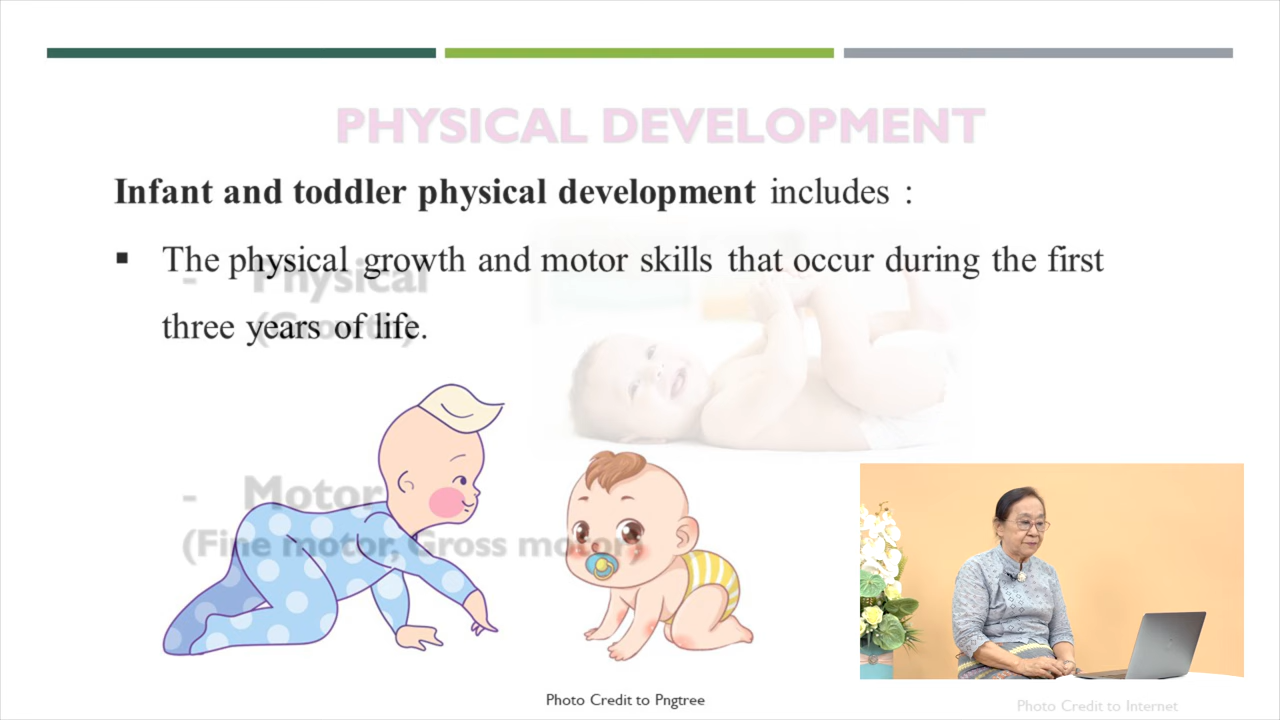 PHYSICAL DEVELOPMENT
Infant and toddler physical development includes :
▪ The physical growth and motor skills that occur during the first
three years of life.
- Physical
(Growth)
- Motor
(Fine motor, Gross motor)
Photo Credit to Pngtree
Photo Credit to Internet